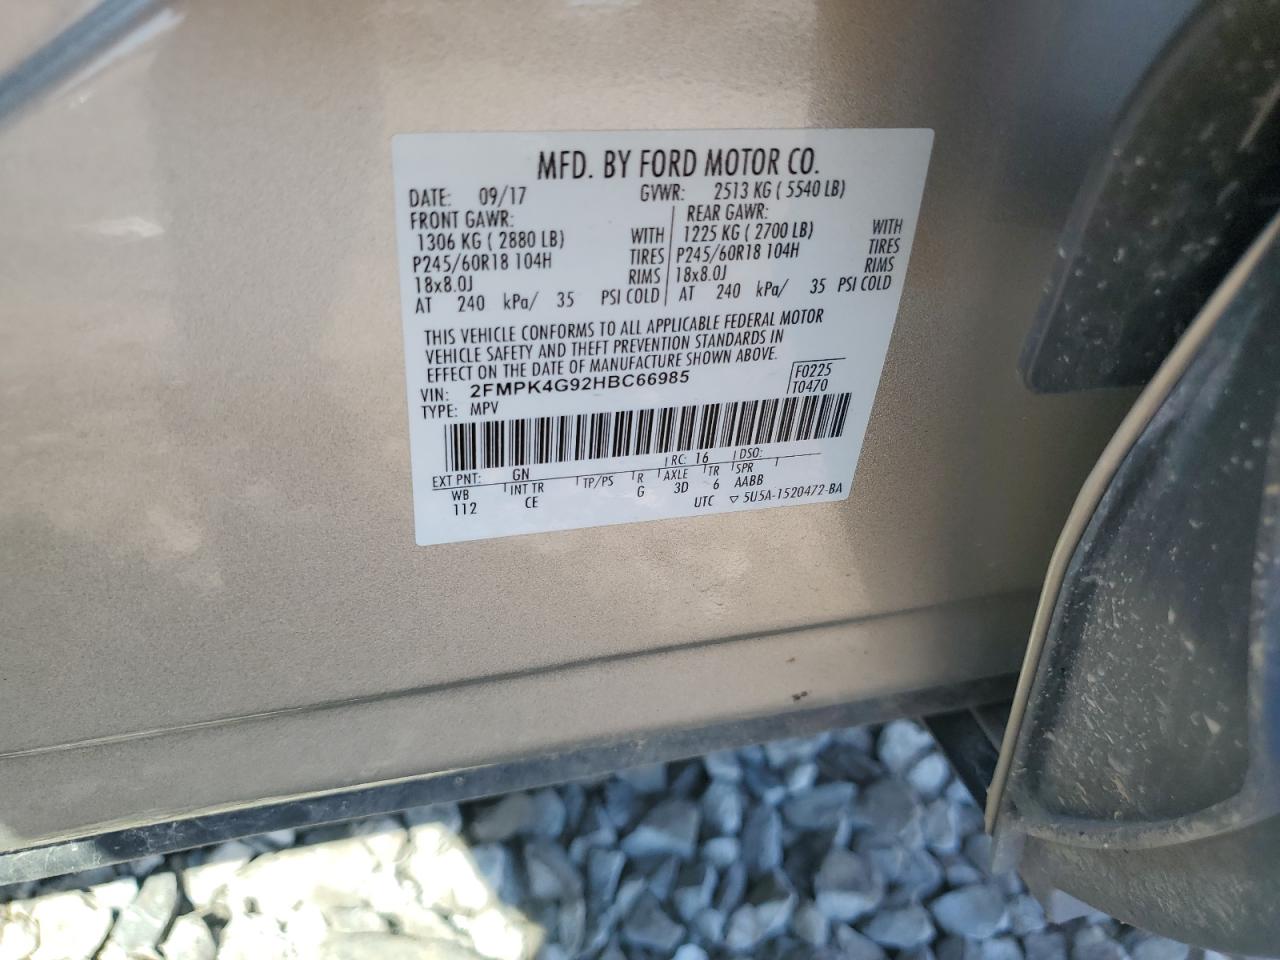 MFD. BY FORD MOTOR CO.
DATE: 09/17 GVWR: 2513 KG ( 5540 LB)
FRONT GAWR: REAR GAWR:
1306 KG ( 2880 LB) WITH 1225 KG ( 2700 LB) WITH
P245/60R18 104H TIRES P245/60R18 104H TIRES
18x8.0J RIMS 18x8.0J RIMS
AT 240 kPa/ 35 PSI COLD AT 240 kPa/ 35 PSI COLD
THIS VEHICLE CONFORMS TO ALL APPLICABLE FEDERAL MOTOR
VEHICLE SAFETY AND THEFT PREVENTION STANDARDS IN
EFFECT ON THE DATE OF MANUFACTURE SHOWN ABOVE.
VIN: 2FMPK4G92HBC66985 F0225
TYPE: MPV T0470
EXT PNT: GN RC: 16 DSO:
WB INT TR TP/PS R AXLE TR SPR
112 CE G 3D 6 AABB
UTC ▽ 5U5A-1520472-BA